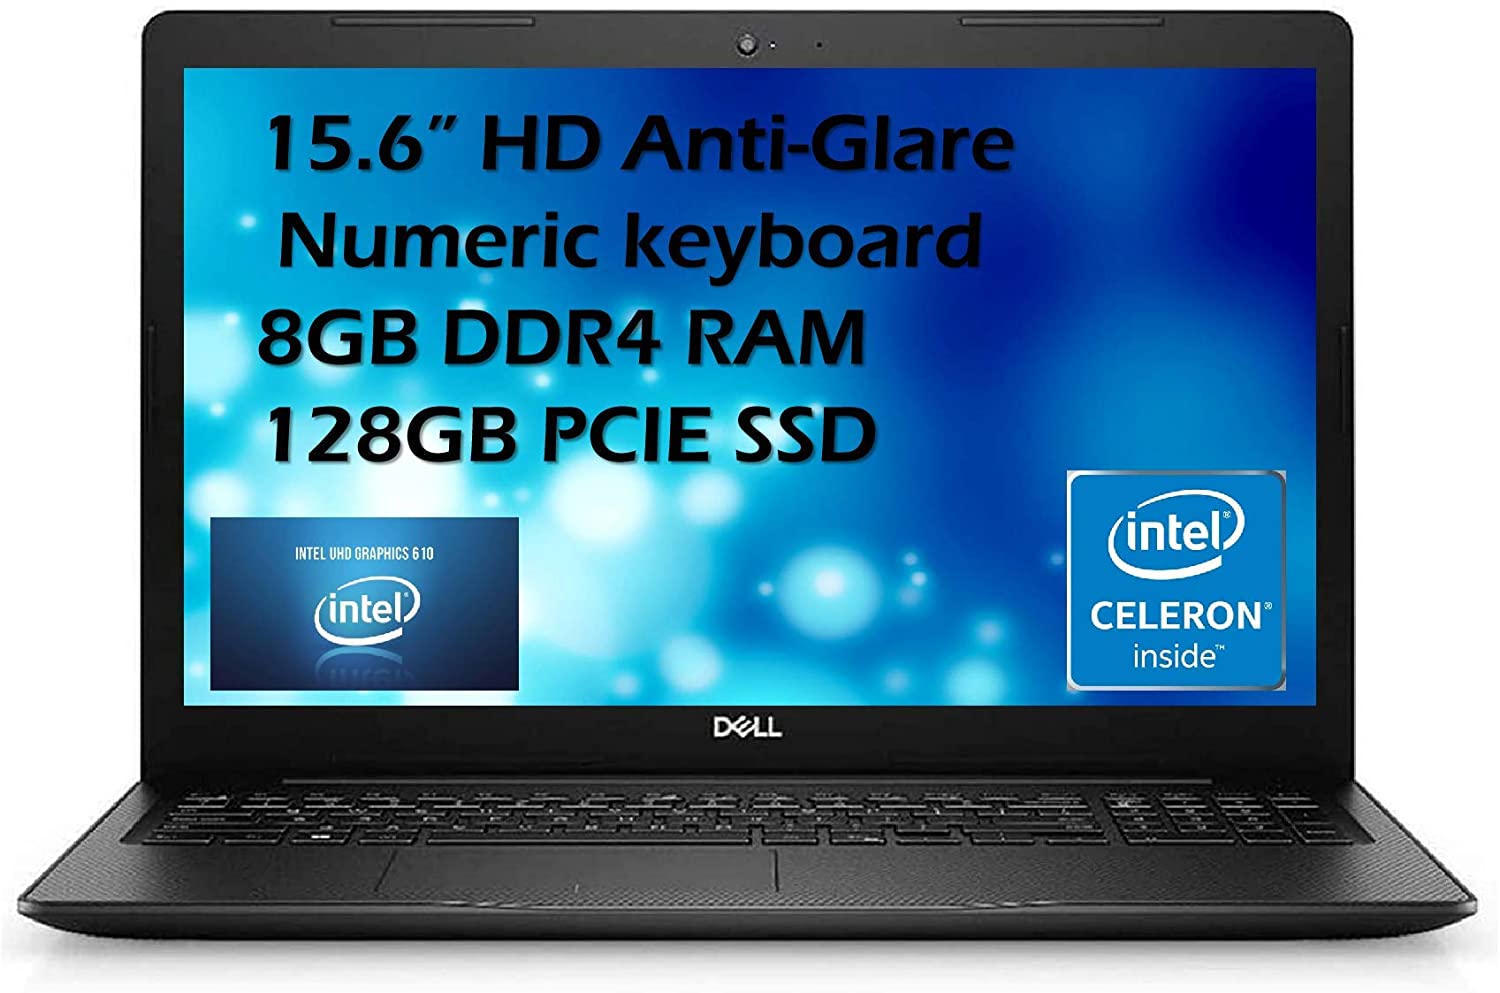 15.6” HD Anti-Glare
Numeric keyboard
8GB DDR4 RAM
128GB PCIE SSD
INTEL UHD GRAPHICS 610
intel®
intel®
CELERON®
inside™
DELL